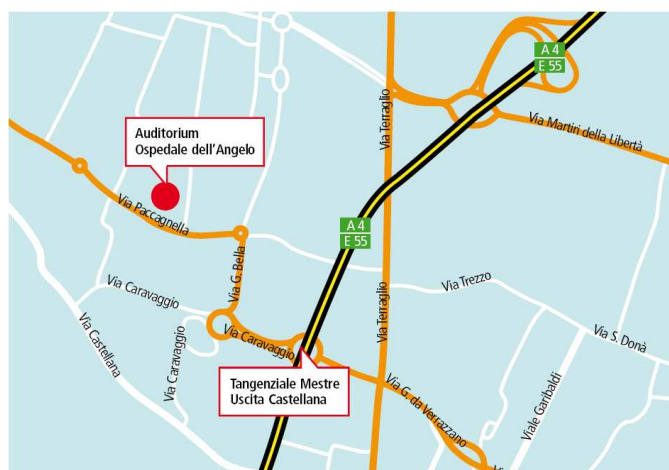 A 4
E 55
Via Terraglio
Via Martiri della Libertà
Auditorium
Ospedale dell'Angelo
Via Paccagnella
A 4
E 55
Via G. Bella
Via Trezzo
Via Caravaggio
Via Castellana
Via Caravaggio
Via Caravaggio
Via Terraglio
Via S. Donà
Tangenziale Mestre
Uscita Castellana
Via G. da Verrazzano
Viale Garibaldi